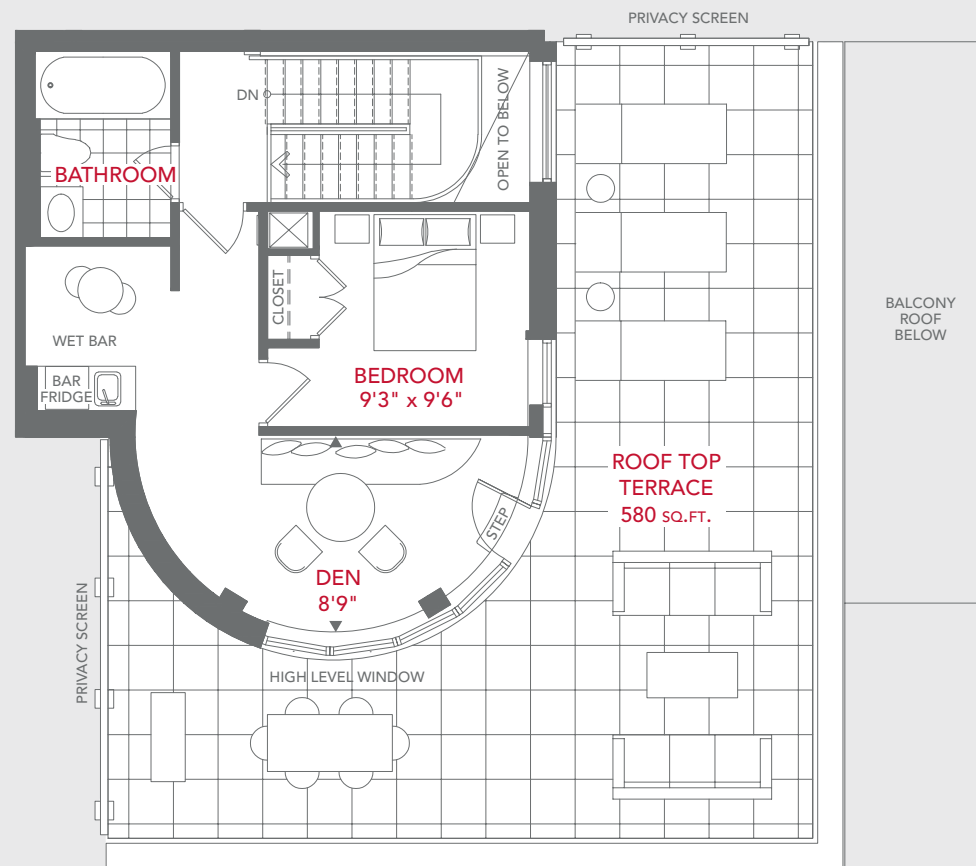 PRIVACY SCREEN
DN
OPEN TO BELOW
BATHROOM
CLOSET
WET BAR
BAR
FRIDGE
BEDROOM
9'3" x 9'6"
BALCONY
ROOF
BELOW
ROOF TOP
TERRACE
580 SQ.FT.
STEP
DEN
8'9"
PRIVACY SCREEN
HIGH LEVEL WINDOW